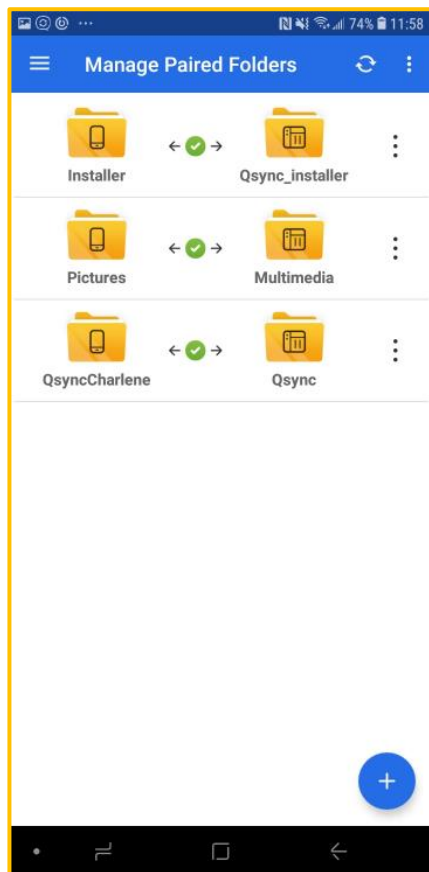 74% 11:58
Manage Paired Folders
Installer Qsync_installer
Pictures Multimedia
QsyncCharlene Qsync